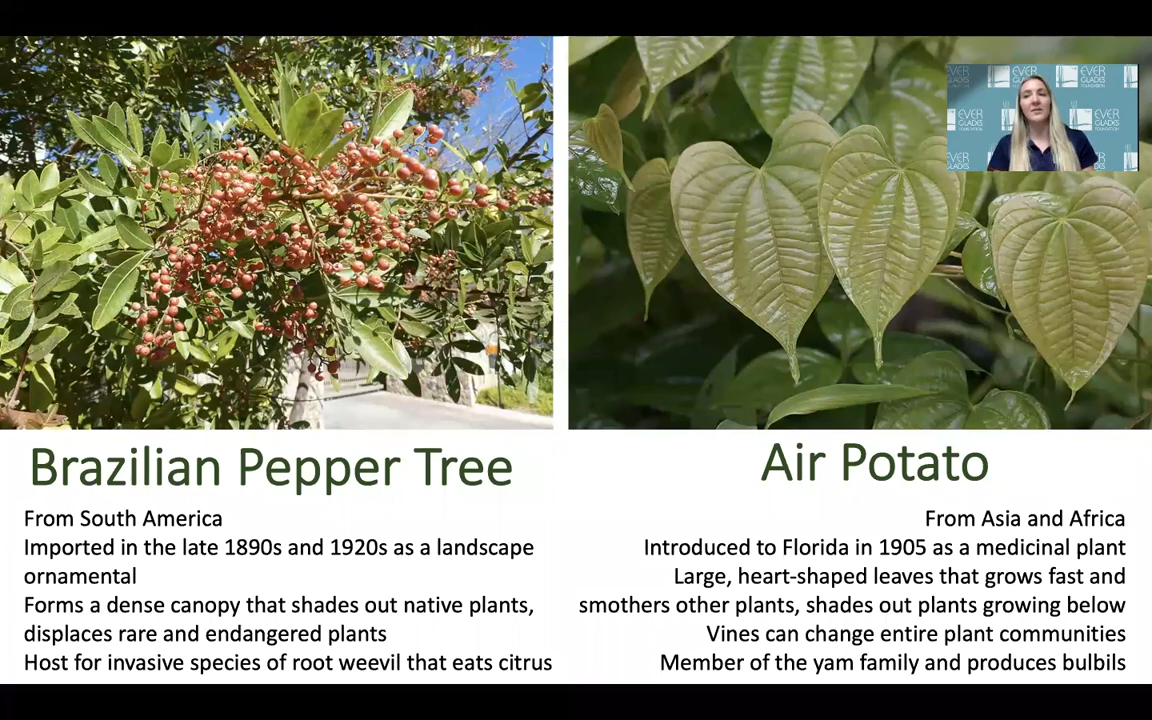 EVER
GLADES
FOUNDATION
EVER
GLADES
FOUNDATION
Brazilian Pepper Tree
From South America
Imported in the late 1890s and 1920s as a landscape
ornamental
Forms a dense canopy that shades out native plants,
displaces rare and endangered plants
Host for invasive species of root weevil that eats citrus
Air Potato
From Asia and Africa
Introduced to Florida in 1905 as a medicinal plant
Large, heart-shaped leaves that grows fast and
smothers other plants, shades out plants growing below
Vines can change entire plant communities
Member of the yam family and produces bulbils